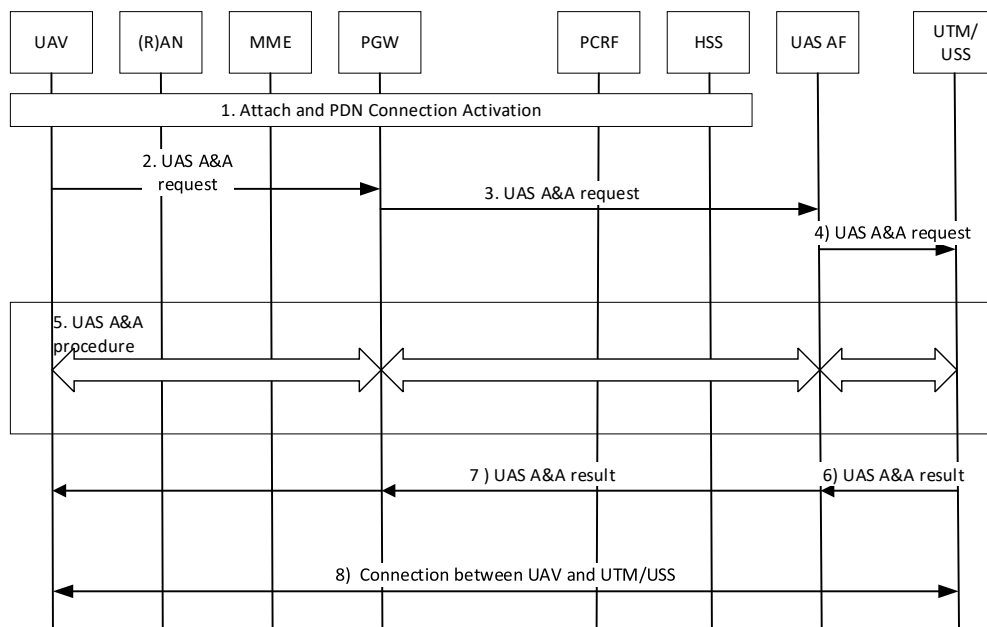 UAV
(R)AN
MME
PGW
PCRF
HSS
UAS AF
UTM/
USS
1. Attach and PDN Connection Activation
2. UAS A&A
request
3. UAS A&A request
4) UAS A&A request
5. UAS A&A
procedure
7 ) UAS A&A result
6) UAS A&A result
8) Connection between UAV and UTM/USS